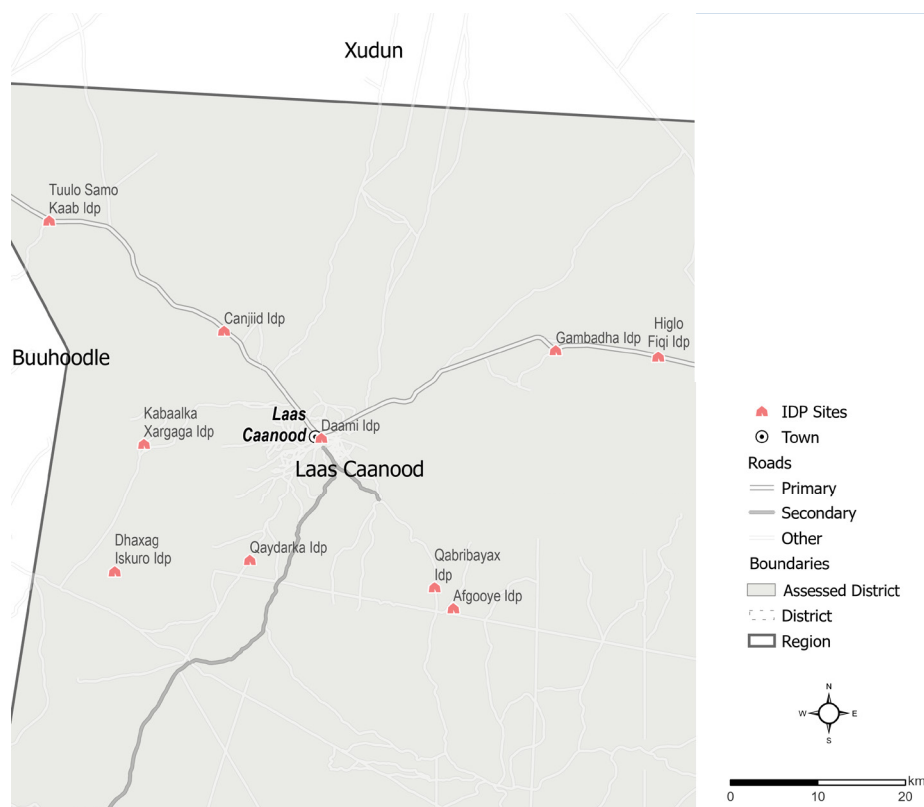 Xudun
Tuulo Samo
Kaab Idp
Canjiid Idp
Gambadha Idp
Higlo
Fiqi Idp
Buuhoodle
Kabaalka
Xargaga Idp
Laas
Caanood
Daami Idp
Laas Caanood
Dhaxag
Iskuro Idp
Qaydarka Idp
Qabribayax
Idp
Afgooye Idp
IDP Sites
Town
Roads
Primary
Secondary
Other
Boundaries
Assessed District
District
Region
N
W E
S
km
0 10 20